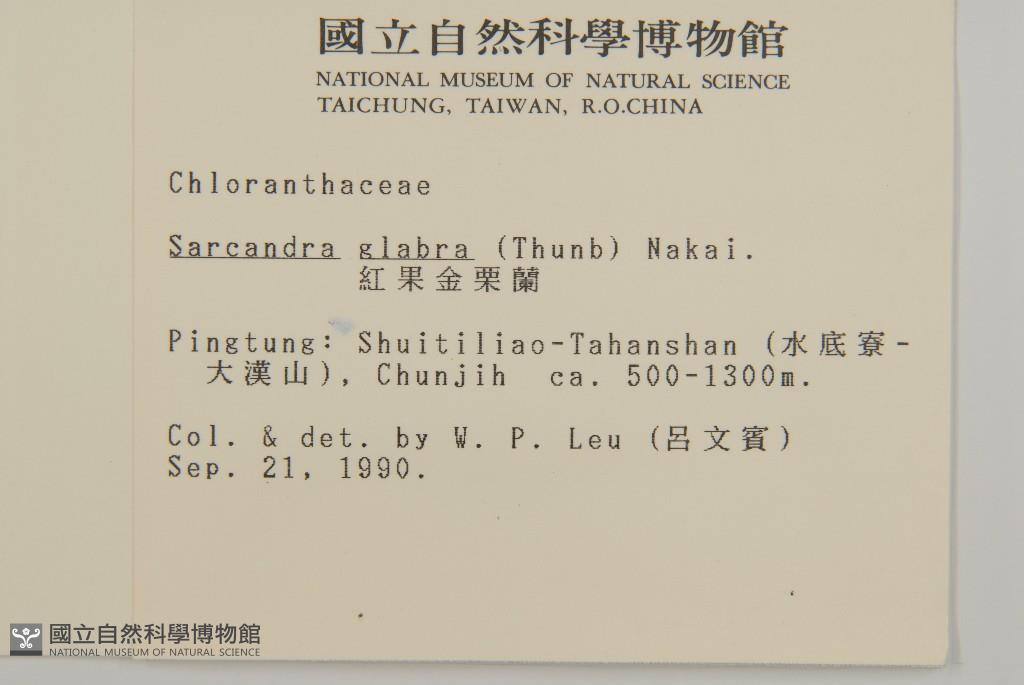 國立自然科學博物館
NATIONAL MUSEUM OF NATURAL SCIENCE
TAICHUNG, TAIWAN, R.O.CHINA
Chloranthaceae
Sarcandra glabra (Thunb) Nakai.
紅果金栗蘭
Pingtung: Shuitiliao-Tahanshan (水底寮-
大漢山), Chunjih ca. 500-1300m.
Col. & det. by W. P. Leu (呂文賓)
Sep. 21, 1990.
國立自然科學博物館
NATIONAL MUSEUM OF NATURAL SCIENCE